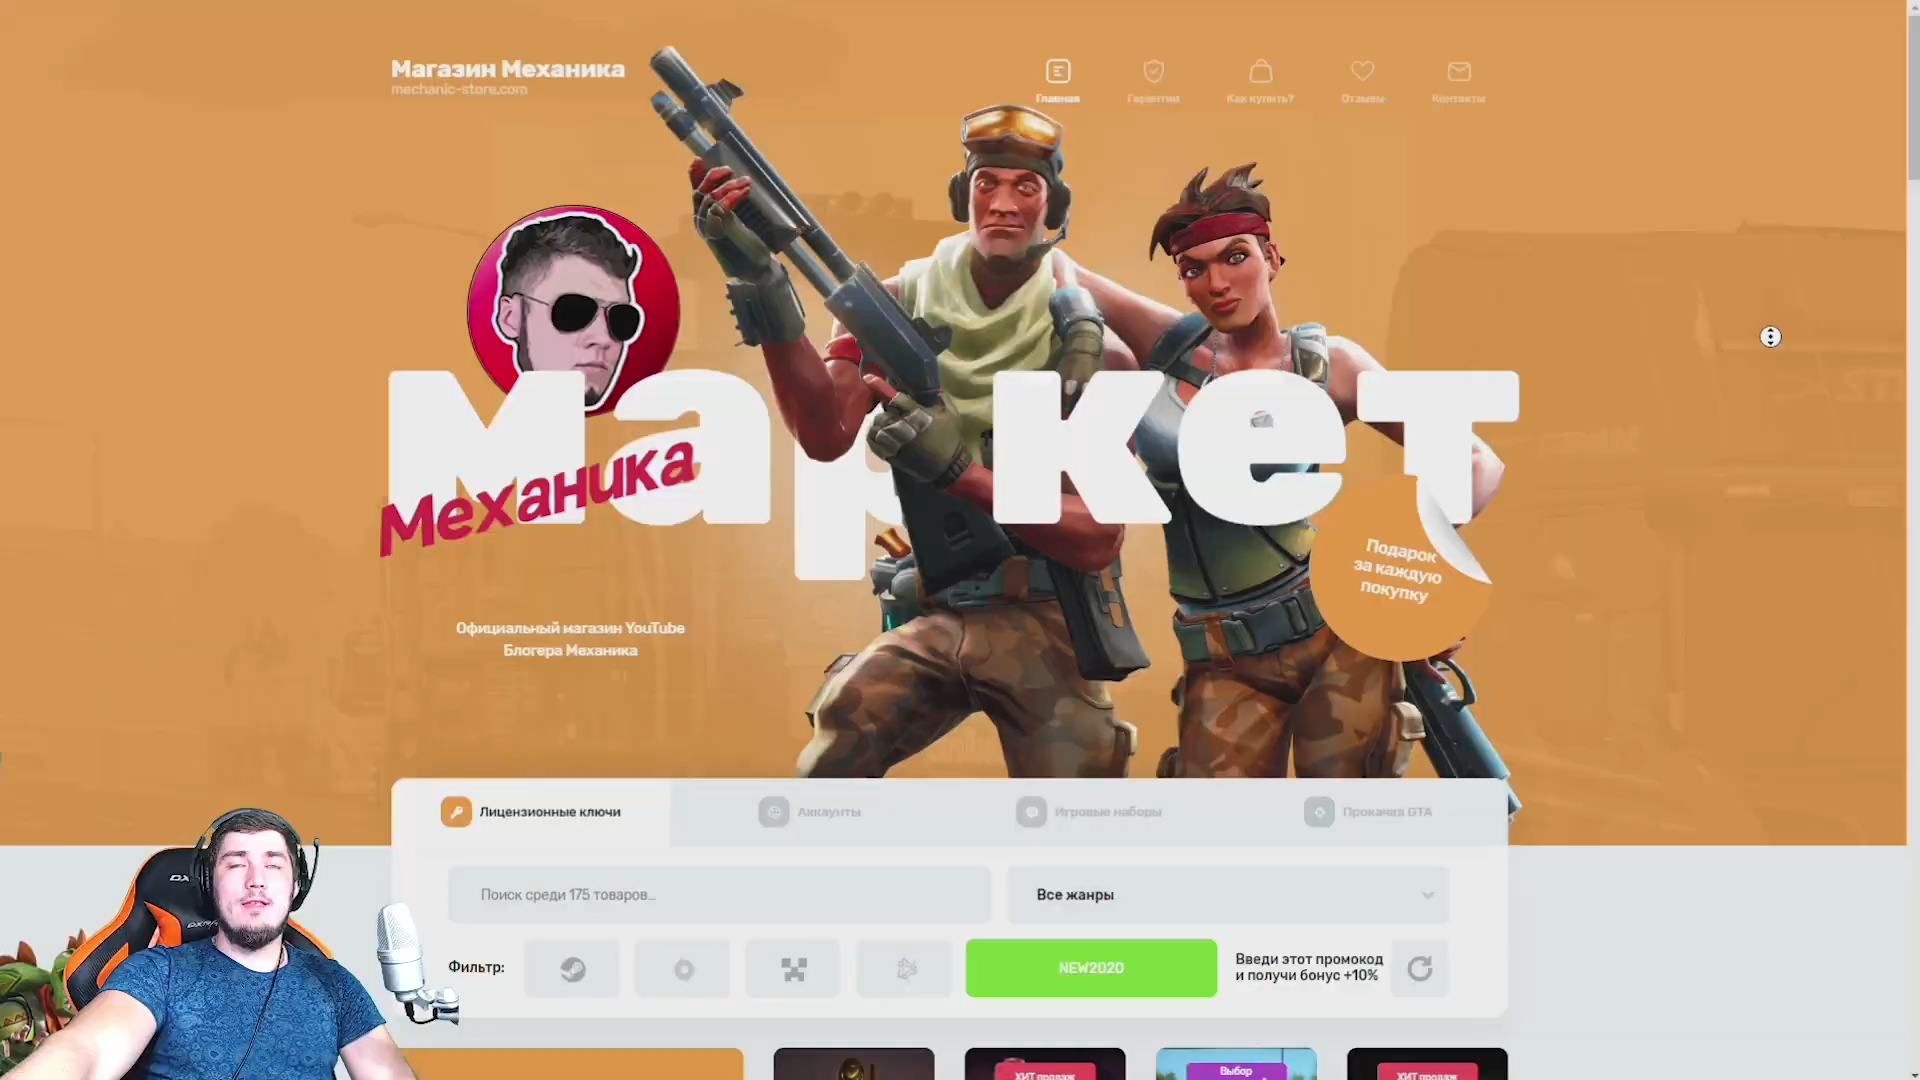 Магазин Механика
mechanic-store.com
Главная
Гарантии
Как купить?
Отзывы
Контакты
Маркет
Механика
Подарок
за каждую
покупку
Официальный магазин YouTube
Блогера Механика
Лицензионные ключи
Аккаунты
Игровые наборы
Прокачка GTA
Поиск среди 175 товаров...
Все жанры
Фильтр:
NEW2020
Введи этот промокод
и получи бонус +10%
ХИТ продаж
Выбор
ХИТ продаж